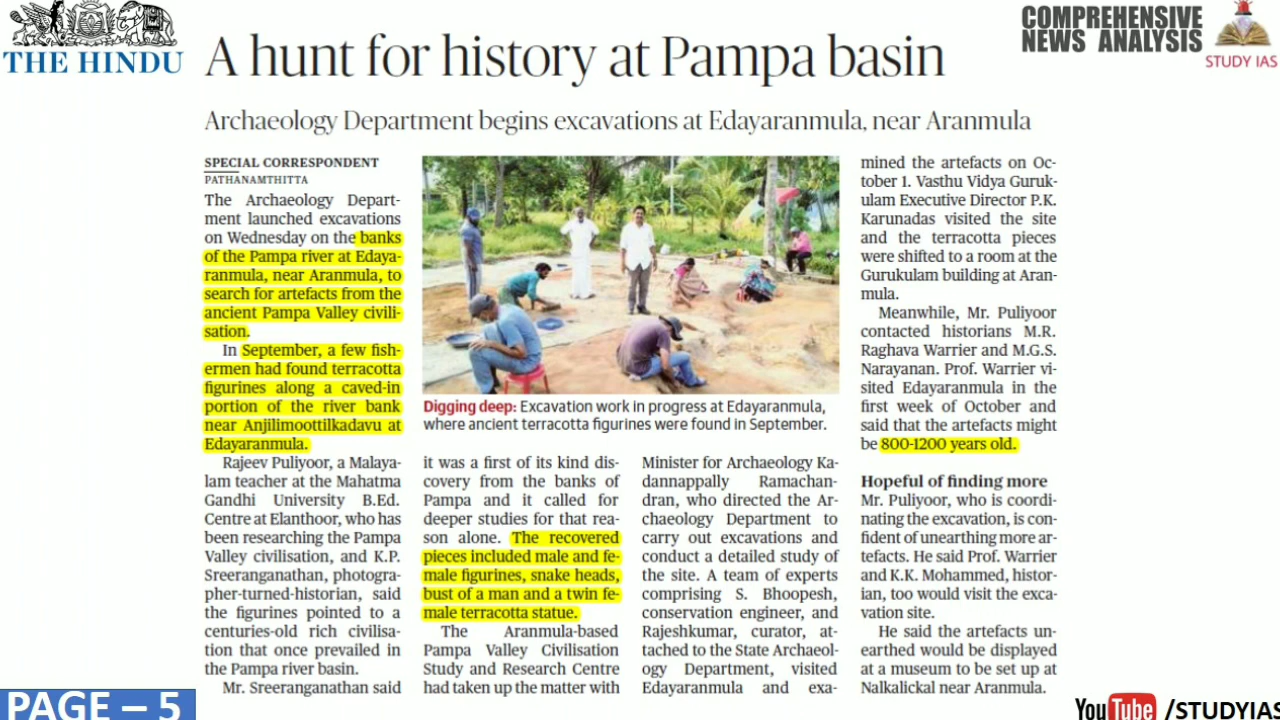 THE HINDU
A hunt for history at Pampa basin
COMPREHENSIVE
NEWS ANALYSIS
STUDY IAS
Archaeology Department begins excavations at Edayaranmula, near Aranmula
SPECIAL CORRESPONDENT
PATHANAMTHITTA
The Archaeology Depart-
ment launched excavations
on Wednesday on the banks
of the Pampa river at Edaya-
ranmula, near Aranmula, to
search for artefacts from the
ancient Pampa Valley civili-
sation.
In September, a few fish-
ermen had found terracotta
figurines along a caved-in
portion of the river bank
near Anjilimoottilkadavu at
Edayaranmula.
Rajeev Puliyoor, a Malaya-
lam teacher at the Mahatma
Gandhi University B.Ed.
Centre at Elanthoor, who has
been researching the Pampa
Valley civilisation, and K.P.
Sreeranganathan, photogra-
pher-turned-historian, said
the figurines pointed to a
centuries-old rich civilisa-
tion that once prevailed in
the Pampa river basin.
Mr. Sreeranganathan said
Digging deep: Excavation work in progress at Edayaranmula,
where ancient terracotta figurines were found in September.
it was a first of its kind dis-
covery from the banks of
Pampa and it called for
deeper studies for that rea-
son alone. The recovered
pieces included male and fe-
male figurines, snake heads,
bust of a man and a twin fe-
male terracotta statue.
The Aranmula-based
Pampa Valley Civilisation
Study and Research Centre
had taken up the matter with
Minister for Archaeology Ka-
dannappally Ramachan-
dran, who directed the Ar-
chaeology Department to
carry out excavations and
conduct a detailed study of
the site. A team of experts
comprising S. Bhoopesh,
conservation engineer, and
Rajeshkumar, curator, at-
tached to the State Archaeol-
ogy Department, visited
Edayaranmula and exa-
mined the artefacts on Oc-
tober 1. Vasthu Vidya Guruk-
ulam Executive Director P.K.
Karunadas visited the site
and the terracotta pieces
were shifted to a room at the
Gurukulam building at Aran-
mula.
Meanwhile, Mr. Puliyoor
contacted historians M.R.
Raghava Warrier and M.G.S.
Narayanan. Prof. Warrier vi-
sited Edayaranmula in the
first week of October and
said that the artefacts might
be 800-1200 years old.
Hopeful of finding more
Mr. Puliyoor, who is coordi-
nating the excavation, is con-
fident of unearthing more ar-
tefacts. He said Prof. Warrier
and K.K. Mohammed, histor-
ian, too would visit the exca-
vation site.
He said the artefacts un-
earthed would be displayed
at a museum to be set up at
Nalkalickal near Aranmula.
PAGE – 5
YouTube /STUDYIAS